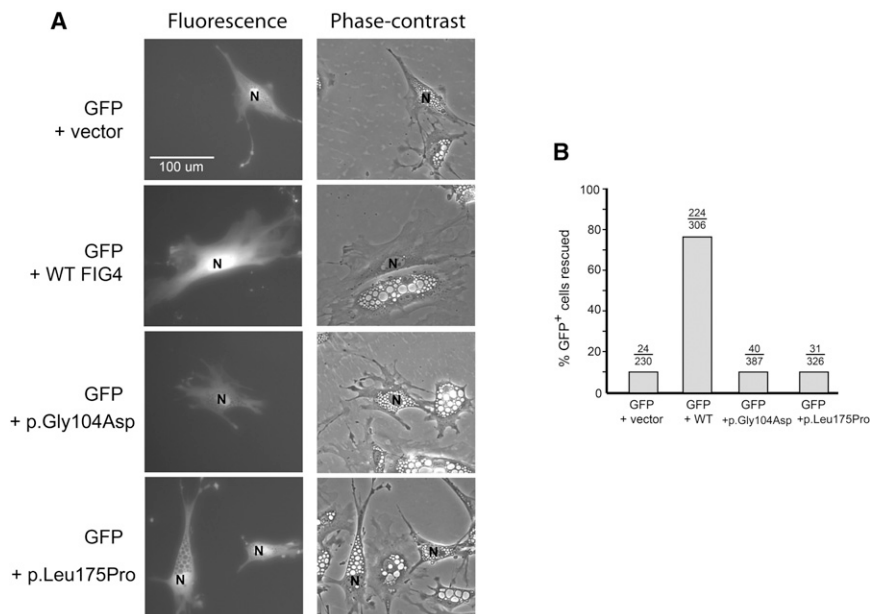 A
Fluorescence
Phase-contrast
GFP
+ vector
N
N
100 um
GFP
+ WT FIG4
N
N
GFP
+ p.Gly104Asp
N
N
GFP
+ p.Leu175Pro
N
N
N
N
B
% GFP+ cells rescued
100
80
60
40
20
0
24
230
224
306
40
387
31
326
GFP
+ vector
GFP
+ WT
GFP
+p.Gly104Asp
GFP
+p.Leu175Pro